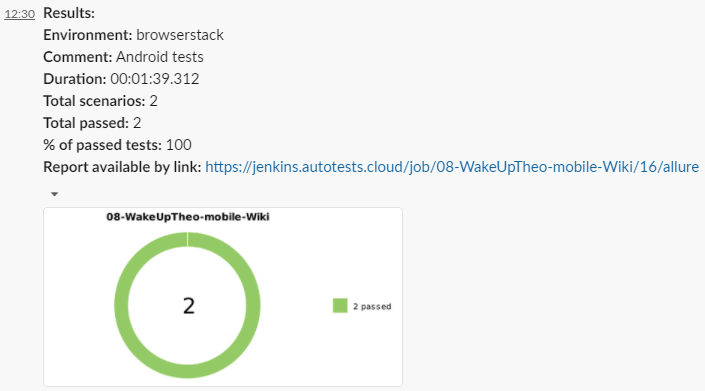 12:30 Results:
Environment: browserstack
Comment: Android tests
Duration: 00:01:39.312
Total scenarios: 2
Total passed: 2
% of passed tests: 100
Report available by link: https://jenkins.autotests.cloud/job/08-WakeUpTheo-mobile-Wiki/16/allure
08-WakeUpTheo-mobile-Wiki
2
2 passed